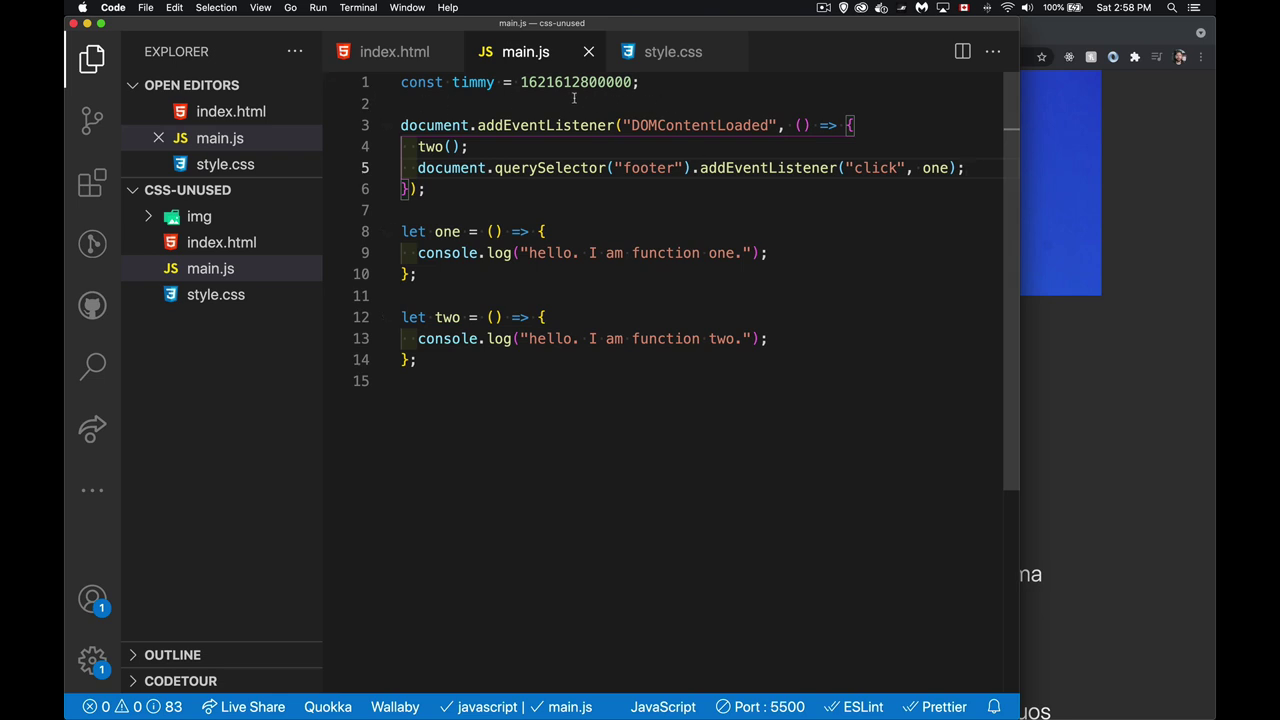 Code File Edit Selection View Go Run Terminal Window Help 100% Sat 2:58 PM
main.js — css-unused
EXPLORER
index.html
JS main.js
style.css
OPEN EDITORS
index.html
JS main.js
style.css
CSS-UNUSED
img
index.html
JS main.js
style.css
1 const timmy = 1621612800000;
2
3 document.addEventListener("DOMContentLoaded", () => {
4 two();
5 document.querySelector("footer").addEventListener("click", one);
6 });
7
8 let one = () => {
9 console.log("hello. I am function one.");
10 };
11
12 let two = () => {
13 console.log("hello. I am function two.");
14 };
15
ma
uos
1
1
OUTLINE
CODETOUR
0 0 83 Live Share Quokka Wallaby javascript | main.js JavaScript Port : 5500 ESLint Prettier